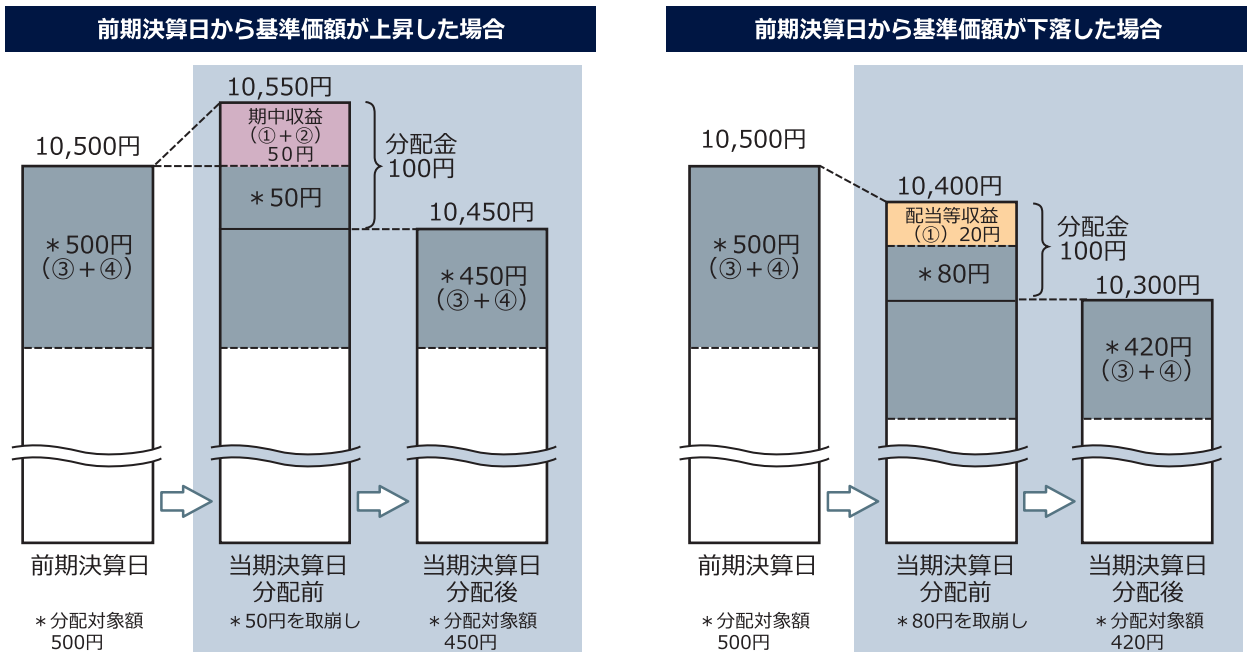 前期決算日から基準価額が上昇した場合
10,550円
期中収益
（①＋②）
50円
10,500円
分配金
100円
＊50円
10,450円
＊500円
（③＋④）
＊450円
（③＋④）
前期決算日
当期決算日
分配前
当期決算日
分配後
＊分配対象額
500円
＊50円を取崩し
＊分配対象額
450円
前期決算日から基準価額が下落した場合
10,500円
10,400円
配当等収益
（①）20円
分配金
100円
＊500円
（③＋④）
＊80円
10,300円
＊420円
（③＋④）
前期決算日
当期決算日
分配前
当期決算日
分配後
＊分配対象額
500円
＊80円を取崩し
＊分配対象額
420円